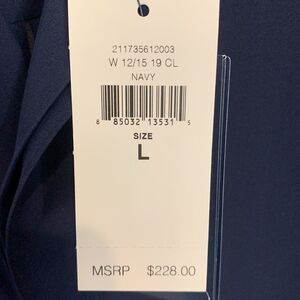 211735612003
W 12/15 19 CL
NAVY
8 85032 13531 5
SIZE
L
MSRP $228.00